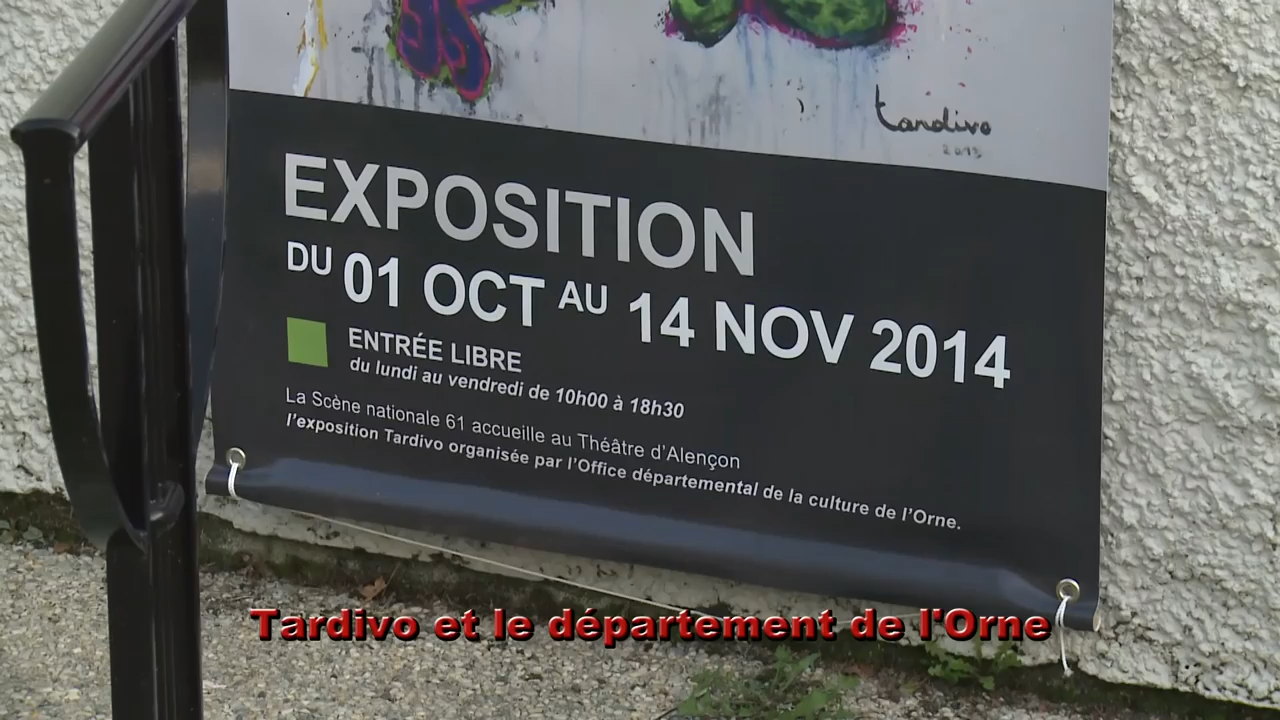 Tardivo
2013
EXPOSITION
DU 01 OCT AU 14 NOV 2014
ENTRÉE LIBRE
du lundi au vendredi de 10h00 à 18h30
La Scène nationale 61 accueille au Théâtre d'Alençon
l'exposition Tardivo organisée par l'Office départemental de la culture de l'Orne.
Tardivo et le département de l'Orne